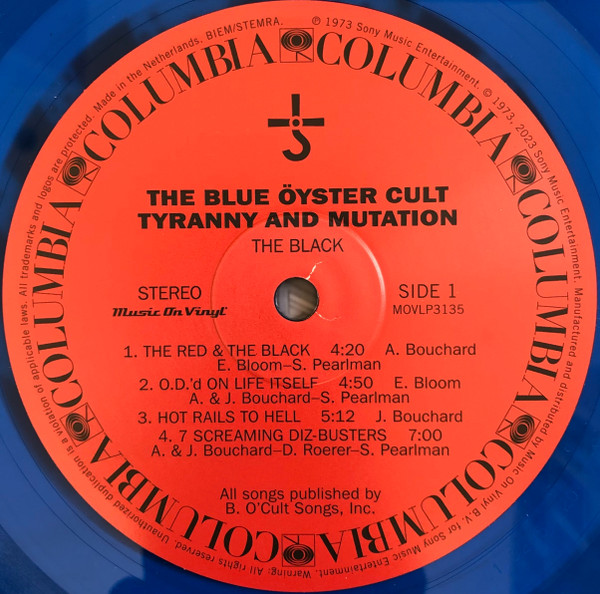 THE BLUE ÖYSTER CULT
TYRANNY AND MUTATION
THE BLACK
STEREO
SIDE 1
Music On Vinyl
MOVLP3135
1. THE RED & THE BLACK 4:20 A. Bouchard
E. Bloom–S. Pearlman
2. O.D.'d ON LIFE ITSELF 4:50 E. Bloom
A. & J. Bouchard–S. Pearlman
3. HOT RAILS TO HELL 5:12 J. Bouchard
4. 7 SCREAMING DIZ-BUSTERS 7:00
A. & J. Bouchard–D. Roerer–S. Pearlman
All songs published by
B. O'Cult Songs, Inc.
COLUMBIA COLUMBIA COLUMBIA COLUMBIA COLUMBIA COLUMBIA
℗ 1973 Sony Music Entertainment. © 1973, 2023 Sony Music Entertainment. Manufactured and distributed by Music On Vinyl B.V. for Sony Music Entertainment. Warning: All rights reserved. Unauthorized duplication is a violation of applicable laws. All trademarks and logos are protected. Made in the Netherlands. BIEM/STEMRA.